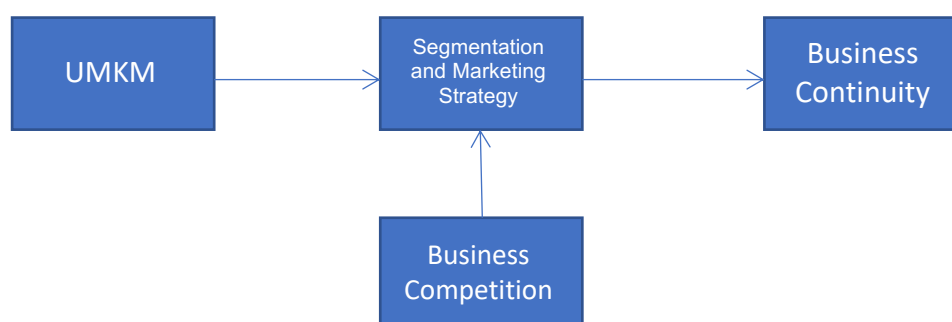 UMKM
Segmentation
and Marketing
Strategy
Business
Continuity
Business
Competition